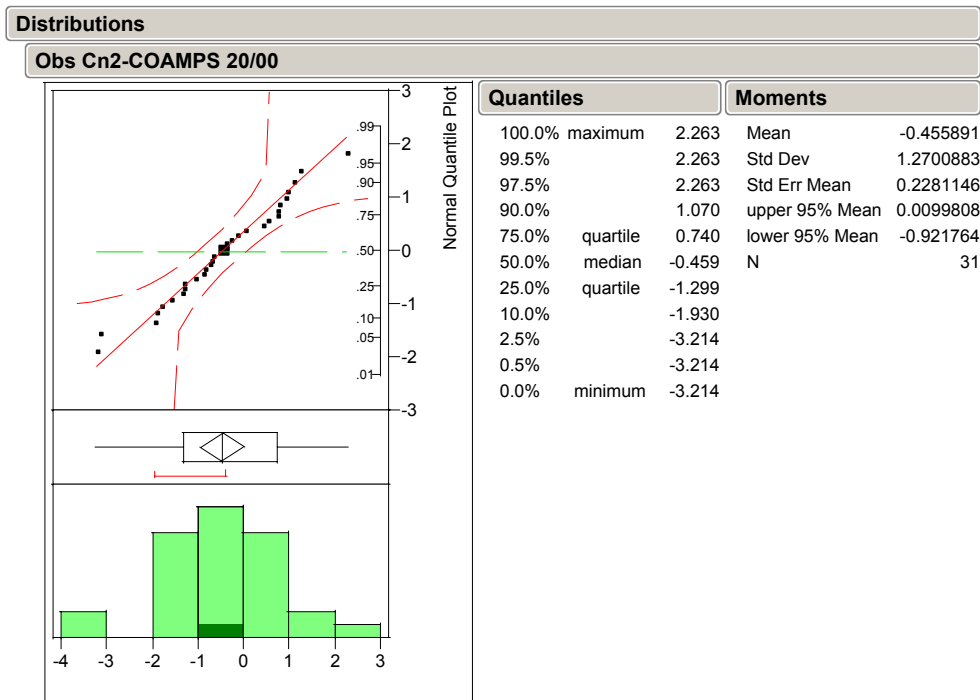 Distributions
Obs Cn2-COAMPS 20/00
3
2
1
0
-1
-2
-3
.99
.95
.90
.75
.50
.25
.10
.05
.01
Normal Quantile Plot
-4 -3 -2 -1 0 1 2 3
Quantiles
100.0% maximum 2.263
99.5% 2.263
97.5% 2.263
90.0% 1.070
75.0% quartile 0.740
50.0% median -0.459
25.0% quartile -1.299
10.0% -1.930
2.5% -3.214
0.5% -3.214
0.0% minimum -3.214
Moments
Mean -0.455891
Std Dev 1.2700883
Std Err Mean 0.2281146
upper 95% Mean 0.0099808
lower 95% Mean -0.921764
N 31